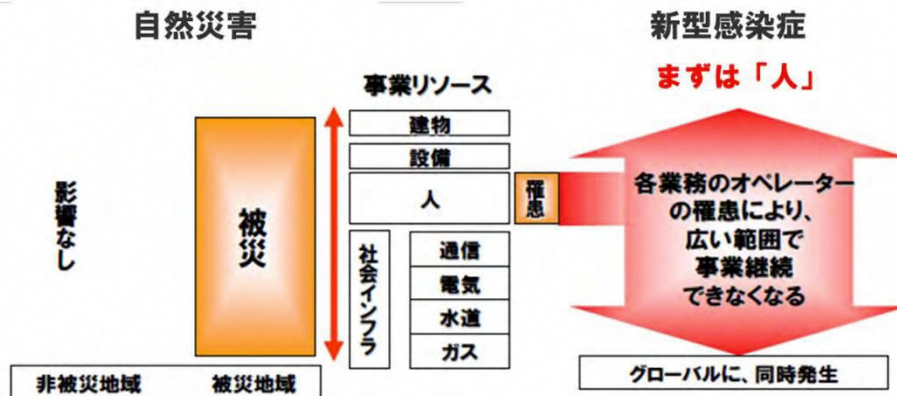 自然災害
新型感染症
まずは「人」
事業リソース
建物
設備
人
罹患
影響なし
被災
社会インフラ
通信
電気
水道
ガス
各業務のオペレーター
の罹患により、
広い範囲で
事業継続
できなくなる
非被災地域
被災地域
グローバルに、同時発生